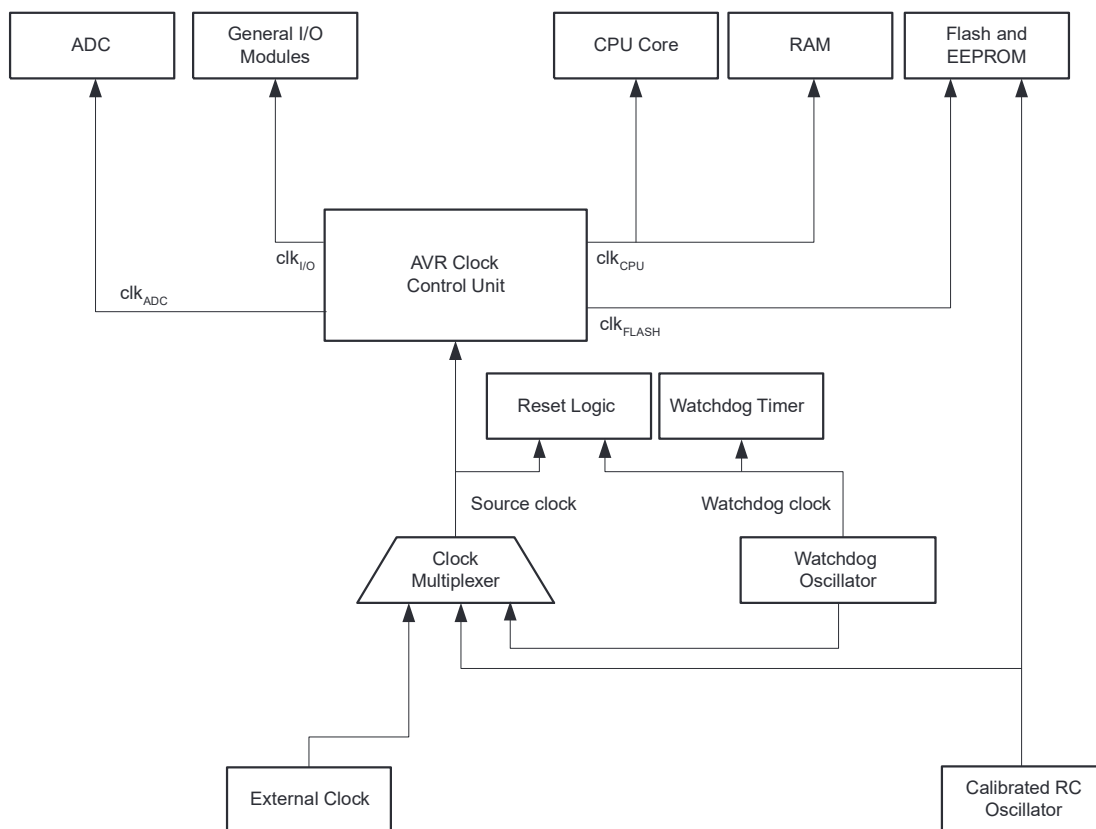 ADC
General I/O
Modules
CPU Core
RAM
Flash and
EEPROM
clkI/O
AVR Clock
Control Unit
clkCPU
clkADC
clkFLASH
Reset Logic
Watchdog Timer
Source clock
Watchdog clock
Clock
Multiplexer
Watchdog
Oscillator
External Clock
Calibrated RC
Oscillator